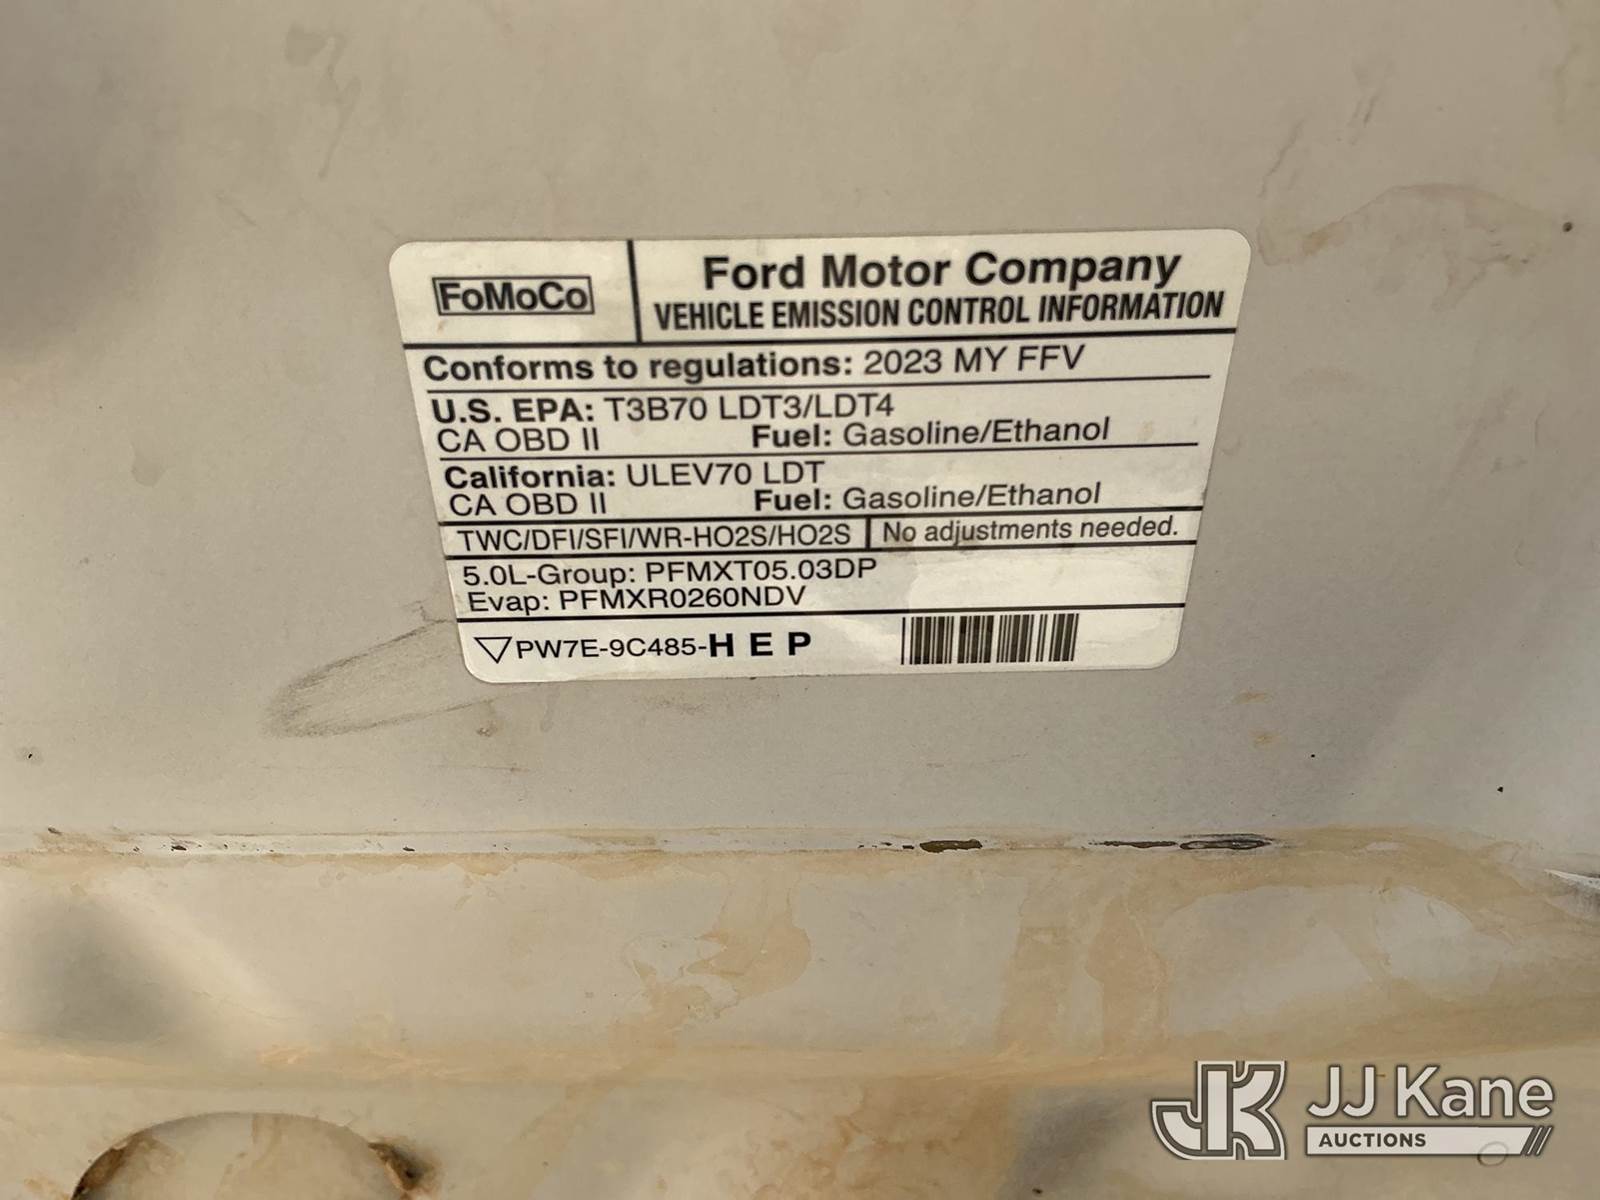 FoMoCo
Ford Motor Company
VEHICLE EMISSION CONTROL INFORMATION
Conforms to regulations: 2023 MY FFV
U.S. EPA: T3B70 LDT3/LDT4
CA OBD II Fuel: Gasoline/Ethanol
California: ULEV70 LDT
CA OBD II Fuel: Gasoline/Ethanol
TWC/DFI/SFI/WR-HO2S/HO2S No adjustments needed.
5.0L-Group: PFMXT05.03DP
Evap: PFMXR0260NDV
PW7E-9C485-H E P
JK JJ Kane
AUCTIONS